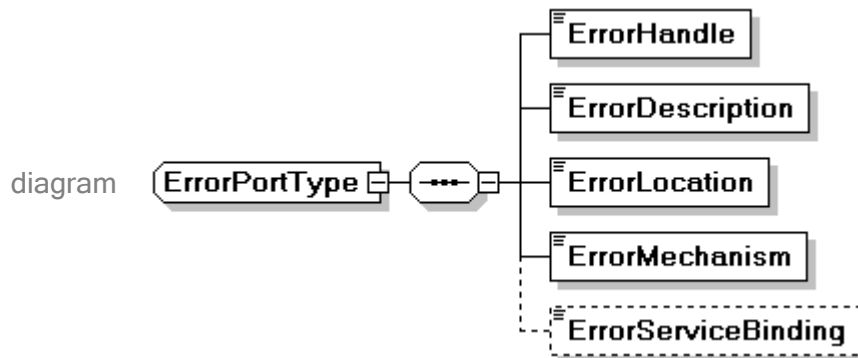 diagram
ErrorPortType
ErrorHandle
ErrorDescription
ErrorLocation
ErrorMechanism
ErrorServiceBinding